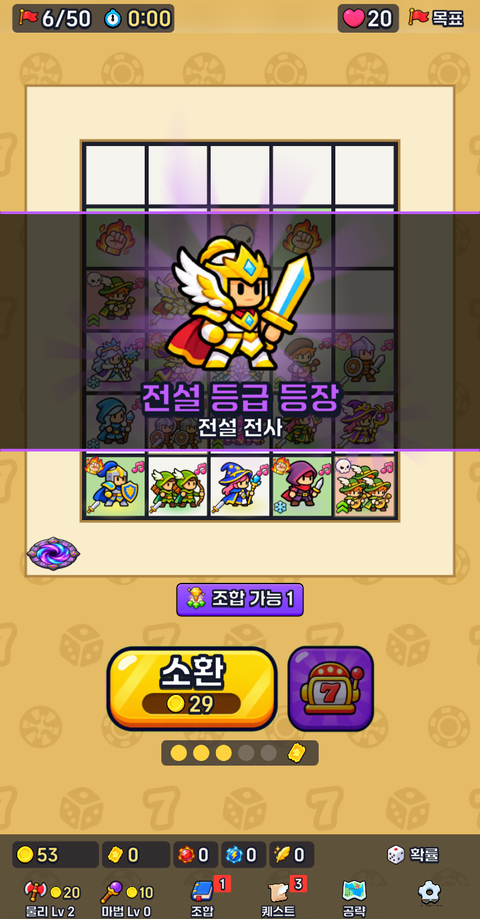 6/50 0:00 20 목표
전설 등급 등장
전설 전사
조합 가능 1
소환
29
7
53 0 0 0 0 확률
20 10 1 3
물리 Lv 2 마법 Lv 0 조합 퀘스트 공략